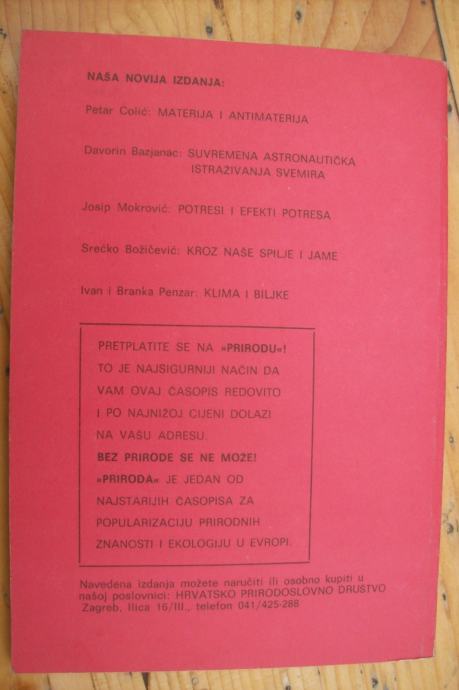 NAŠA NOVIJA IZDANJA:
Petar Colić: MATERIJA I ANTIMATERIJA
Davorin Bazjanac: SUVREMENA ASTRONAUTIČKA
ISTRAŽIVANJA SVEMIRA
Josip Mokrović: POTRESI I EFEKTI POTRESA
Srećko Božičević: KROZ NAŠE SPILJE I JAME
Ivan i Branka Penzar: KLIMA I BILJKE
PRETPLATITE SE NA »PRIRODU«!
TO JE NAJSIGURNIJI NAČIN DA
VAM OVAJ ČASOPIS REDOVITO
I PO NAJNIŽOJ CIJENI DOLAZI
NA VAŠU ADRESU.
BEZ PRIRODE SE NE MOŽE!
»PRIRODA« JE JEDAN OD
NAJSTARIJIH ČASOPISA ZA
POPULARIZACIJU PRIRODNIH
ZNANOSTI I EKOLOGIJU U EVROPI.
Navedena izdanja možete naručiti ili osobno kupiti u
našoj poslovnici: HRVATSKO PRIRODOSLOVNO DRUŠTVO
Zagreb, Ilica 16/III., telefon 041/425-288